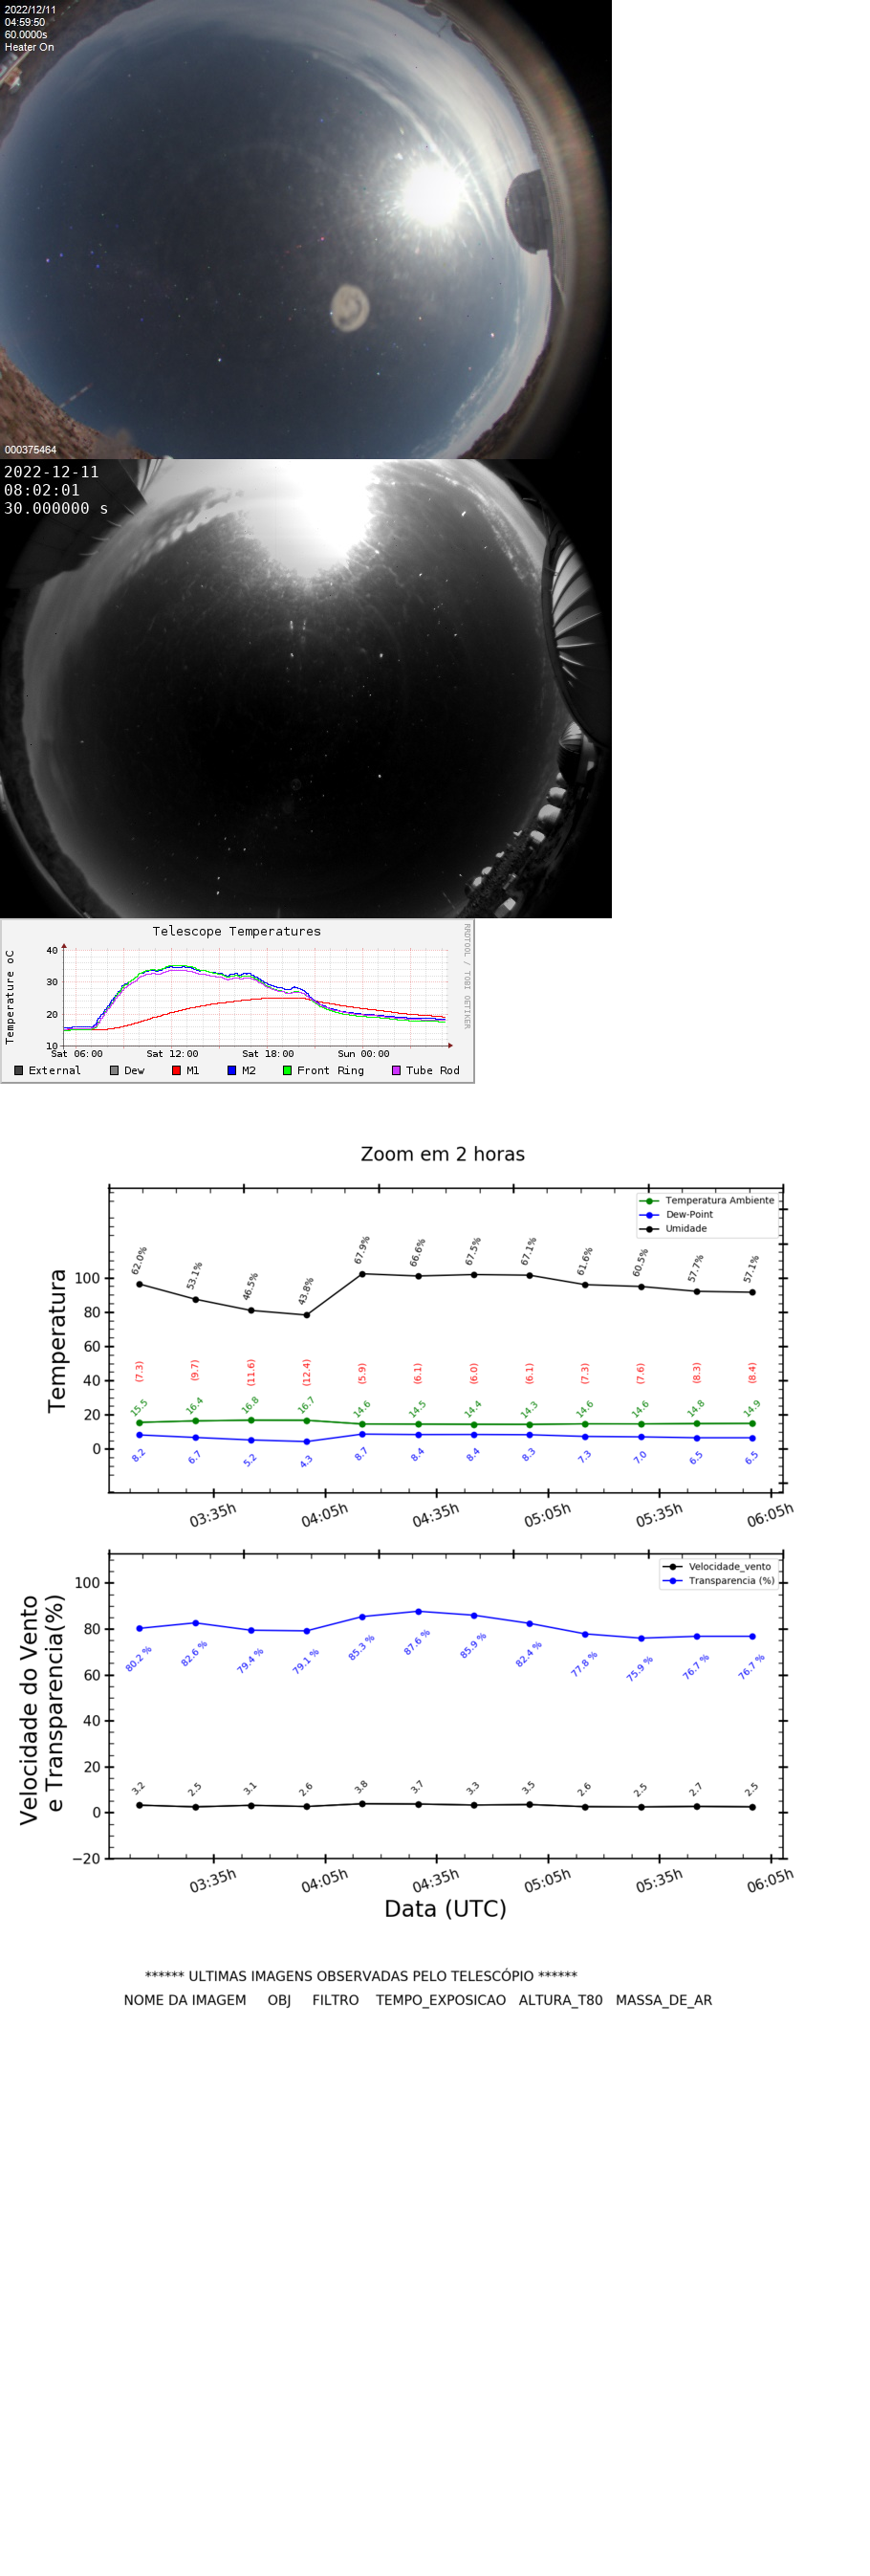 2022/12/11
04:59:50
60.0000s
Heater On
000375464
2022-12-11
08:02:01
30.000000 s
Telescope Temperatures
RRDTOOL / TOBI OETIKER
Temperature oC
40
30
20
10
Sat 06:00 Sat 12:00 Sat 18:00 Sun 00:00
External Dew M1 M2 Front Ring Tube Rod
Zoom em 2 horas
Temperatura Ambiente
Dew-Point
Umidade
Temperatura
100
80
60
40
20
0
62.0% 53.1% 46.5% 43.8% 67.9% 66.6% 67.5% 67.1% 61.6% 60.5% 57.7% 57.1%
(7.3) (9.7) (11.6) (12.4) (5.9) (6.1) (6.0) (6.1) (7.3) (7.6) (8.3) (8.4)
15.5 16.4 16.8 16.7 14.6 14.5 14.4 14.3 14.6 14.6 14.8 14.9
8.2 6.7 5.2 4.3 8.7 8.4 8.4 8.3 7.3 7.0 6.5 6.5
03:35h 04:05h 04:35h 05:05h 05:35h 06:05h
Velocidade_vento
Transparencia (%)
Velocidade do Vento
e Transparencia(%)
100
80
60
40
20
0
−20
80.2 % 82.6 % 79.4 % 79.1 % 85.3 % 87.6 % 85.9 % 82.4 % 77.8 % 75.9 % 76.7 % 76.7 %
3.2 2.5 3.1 2.6 3.8 3.7 3.3 3.5 2.6 2.5 2.7 2.5
03:35h 04:05h 04:35h 05:05h 05:35h 06:05h
Data (UTC)
****** ULTIMAS IMAGENS OBSERVADAS PELO TELESCÓPIO ******
NOME DA IMAGEM OBJ FILTRO TEMPO_EXPOSICAO ALTURA_T80 MASSA_DE_AR